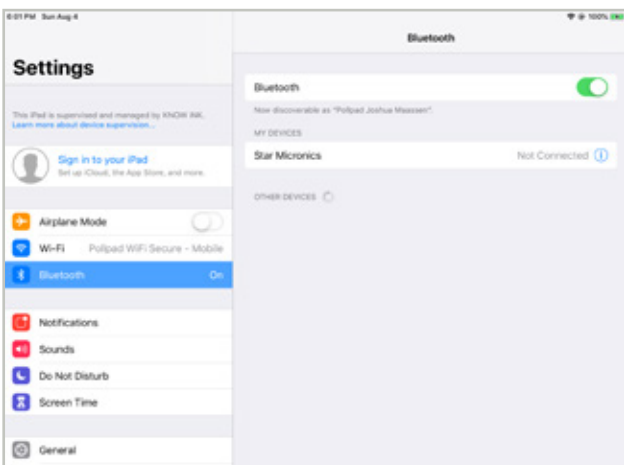 6:01 PM Sun Aug 4
100%
Bluetooth
Settings
Bluetooth
Now discoverable as "Pollpad Joshua Maassen".
This iPad is supervised and managed by KNOW iNK.
Learn more about device supervision...
MY DEVICES
Star Micronics Not Connected
Sign in to your iPad
Set up iCloud, the App Store, and more.
OTHER DEVICES
Airplane Mode
Wi-Fi Pollpad WiFi Secure - Mobile
Bluetooth On
Notifications
Sounds
Do Not Disturb
Screen Time
General